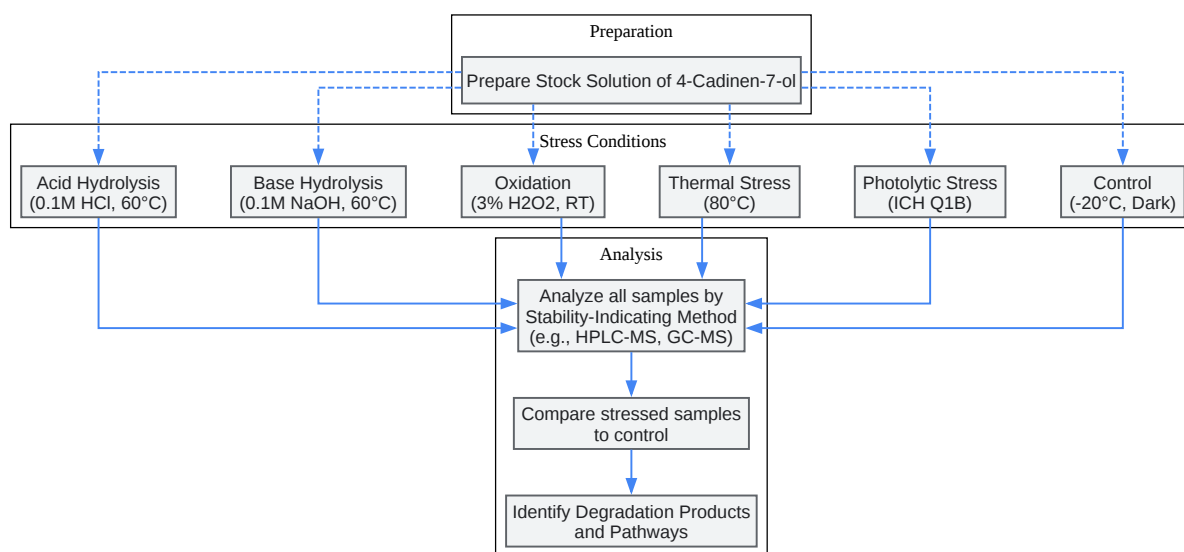 Preparation
Prepare Stock Solution of 4-Cadinen-7-ol
Stress Conditions
Acid Hydrolysis
(0.1M HCl, 60°C)
Base Hydrolysis
(0.1M NaOH, 60°C)
Oxidation
(3% H2O2, RT)
Thermal Stress
(80°C)
Photolytic Stress
(ICH Q1B)
Control
(-20°C, Dark)
Analysis
Analyze all samples by
Stability-Indicating Method
(e.g., HPLC-MS, GC-MS)
Compare stressed samples
to control
Identify Degradation Products
and Pathways